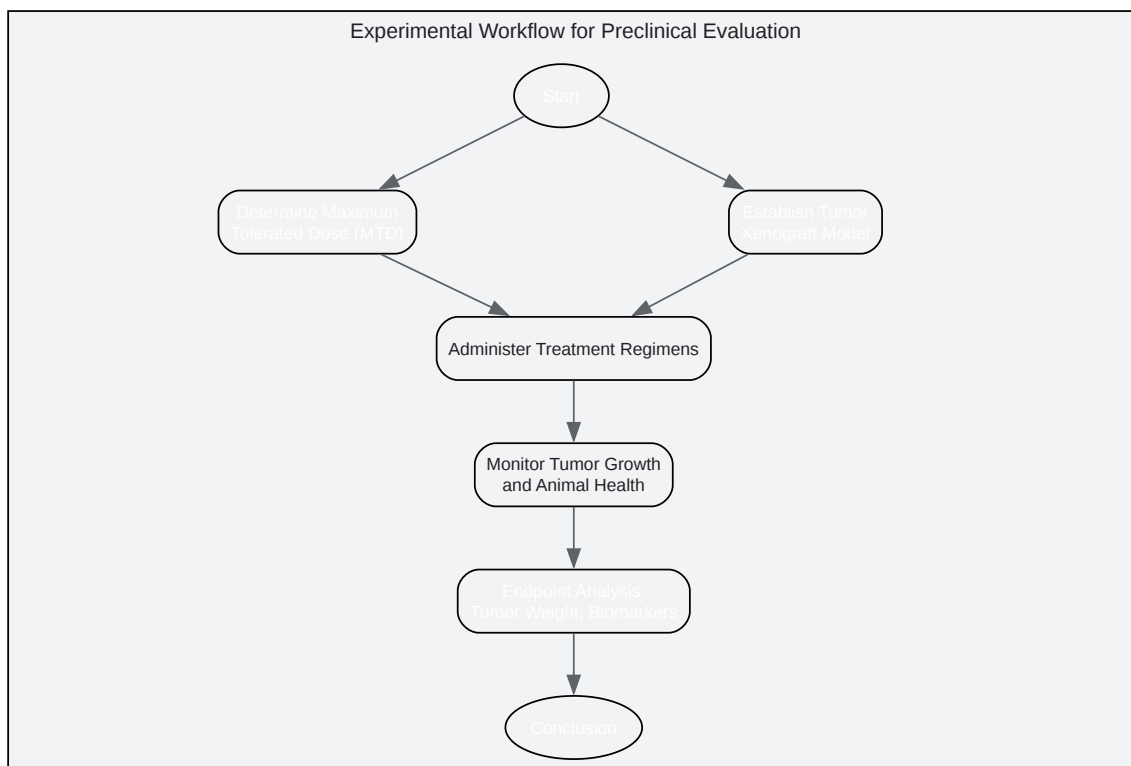 Experimental Workflow for Preclinical Evaluation
Start
Determine Maximum
Tolerated Dose (MTD)
Establish Tumor
Xenograft Model
Administer Treatment Regimens
Monitor Tumor Growth
and Animal Health
Endpoint Analysis:
Tumor Weight, Biomarkers
Conclusion